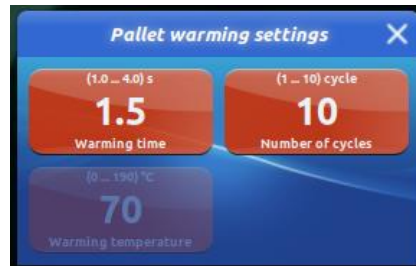 Pallet warming settings
(1.0 ... 4.0) s
1.5
Warming time
(1 ... 10) cycle
10
Number of cycles
(0 ... 190) °C
70
Warming temperature